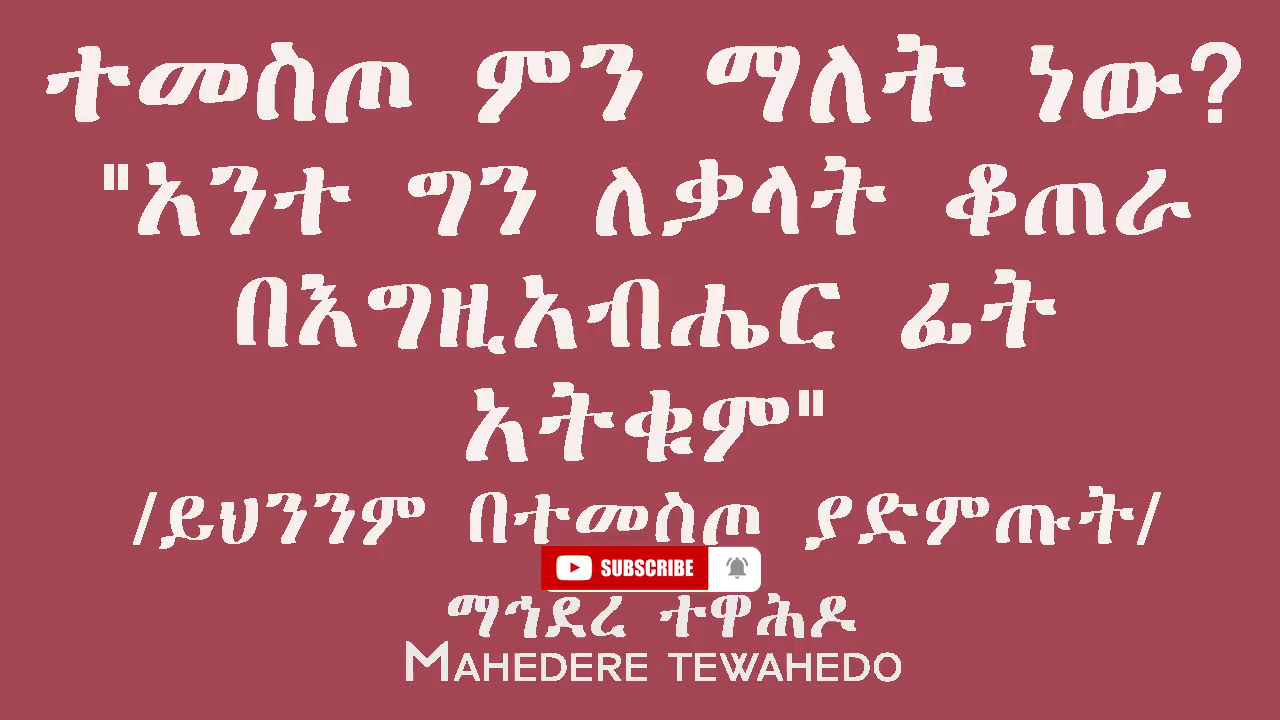 ተመስጦ ምን ማለት ነው?
"አንተ ግን ለቃላት ቆጠራ
በእግዚአብሔር ፊት
አትቁም"
/ይህንንም በተመስጦ ያድምጡት/
SUBSCRIBE
ማኅደረ ተዋሕዶ
MAHEDERE TEWAHEDO